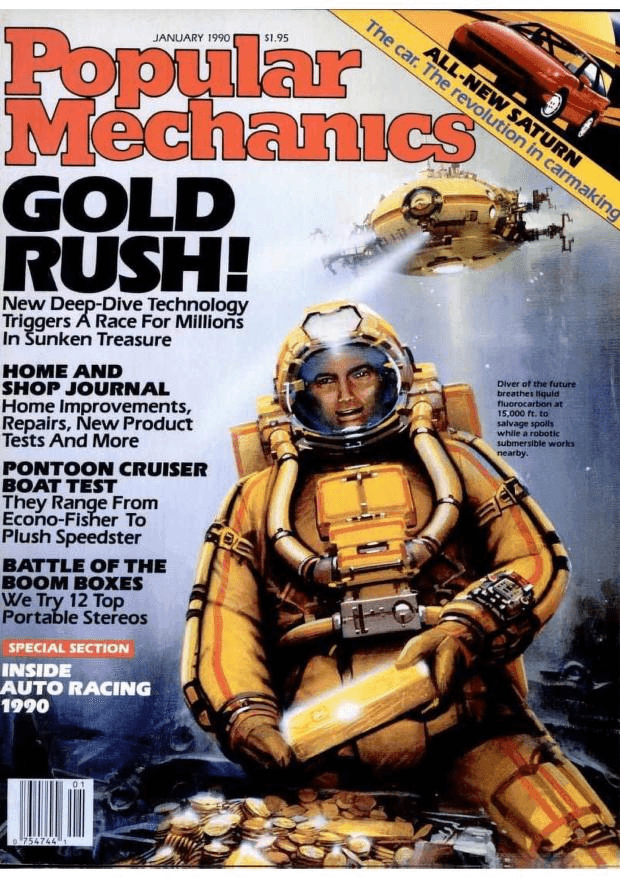 JANUARY 1990 $1.95
Popular
Mechanics
The car. The revolution in carmaking
ALL-NEW SATURN
GOLD
RUSH!
New Deep-Dive Technology
Triggers A Race For Millions
In Sunken Treasure
HOME AND
SHOP JOURNAL
Home Improvements,
Repairs, New Product
Tests And More
PONTOON CRUISER
BOAT TEST
They Range From
Econo-Fisher To
Plush Speedster
BATTLE OF THE
BOOM BOXES
We Try 12 Top
Portable Stereos
SPECIAL SECTION
INSIDE
AUTO RACING
1990
Diver of the future
breathes liquid
fluorocarbon at
15,000 ft. to
salvage spoils
while a robotic
submersible works
nearby.
01
0 754744 1